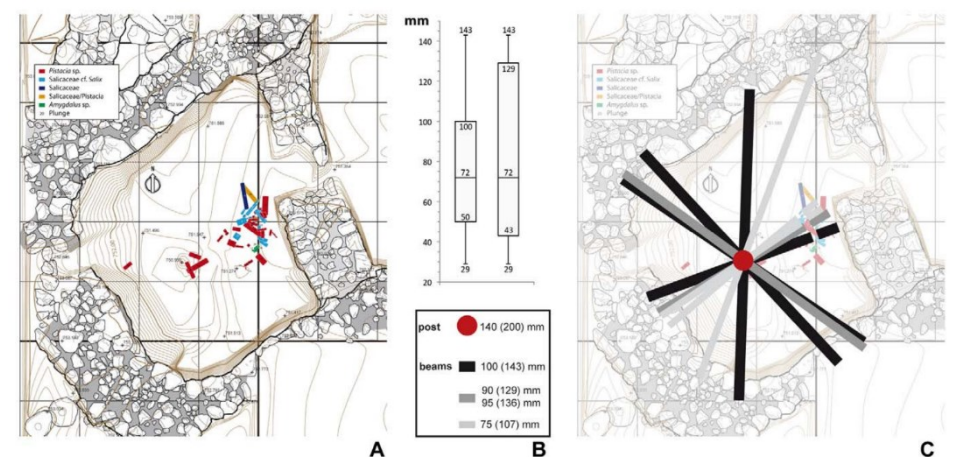 Pistacia sp.
Salicaceae cf. Salix
Salicaceae
Salicaceae/Pistacia
Amygdalus sp.
Plunge
N
A
mm
140
120
100
80
60
40
20
143
100
72
50
29
143
129
72
43
29
post
140 (200) mm
beams
100 (143) mm
90 (129) mm
95 (136) mm
75 (107) mm
B
Pistacia sp.
Salicaceae cf. Salix
Salicaceae
Salicaceae/Pistacia
Amygdalus sp.
Plunge
C